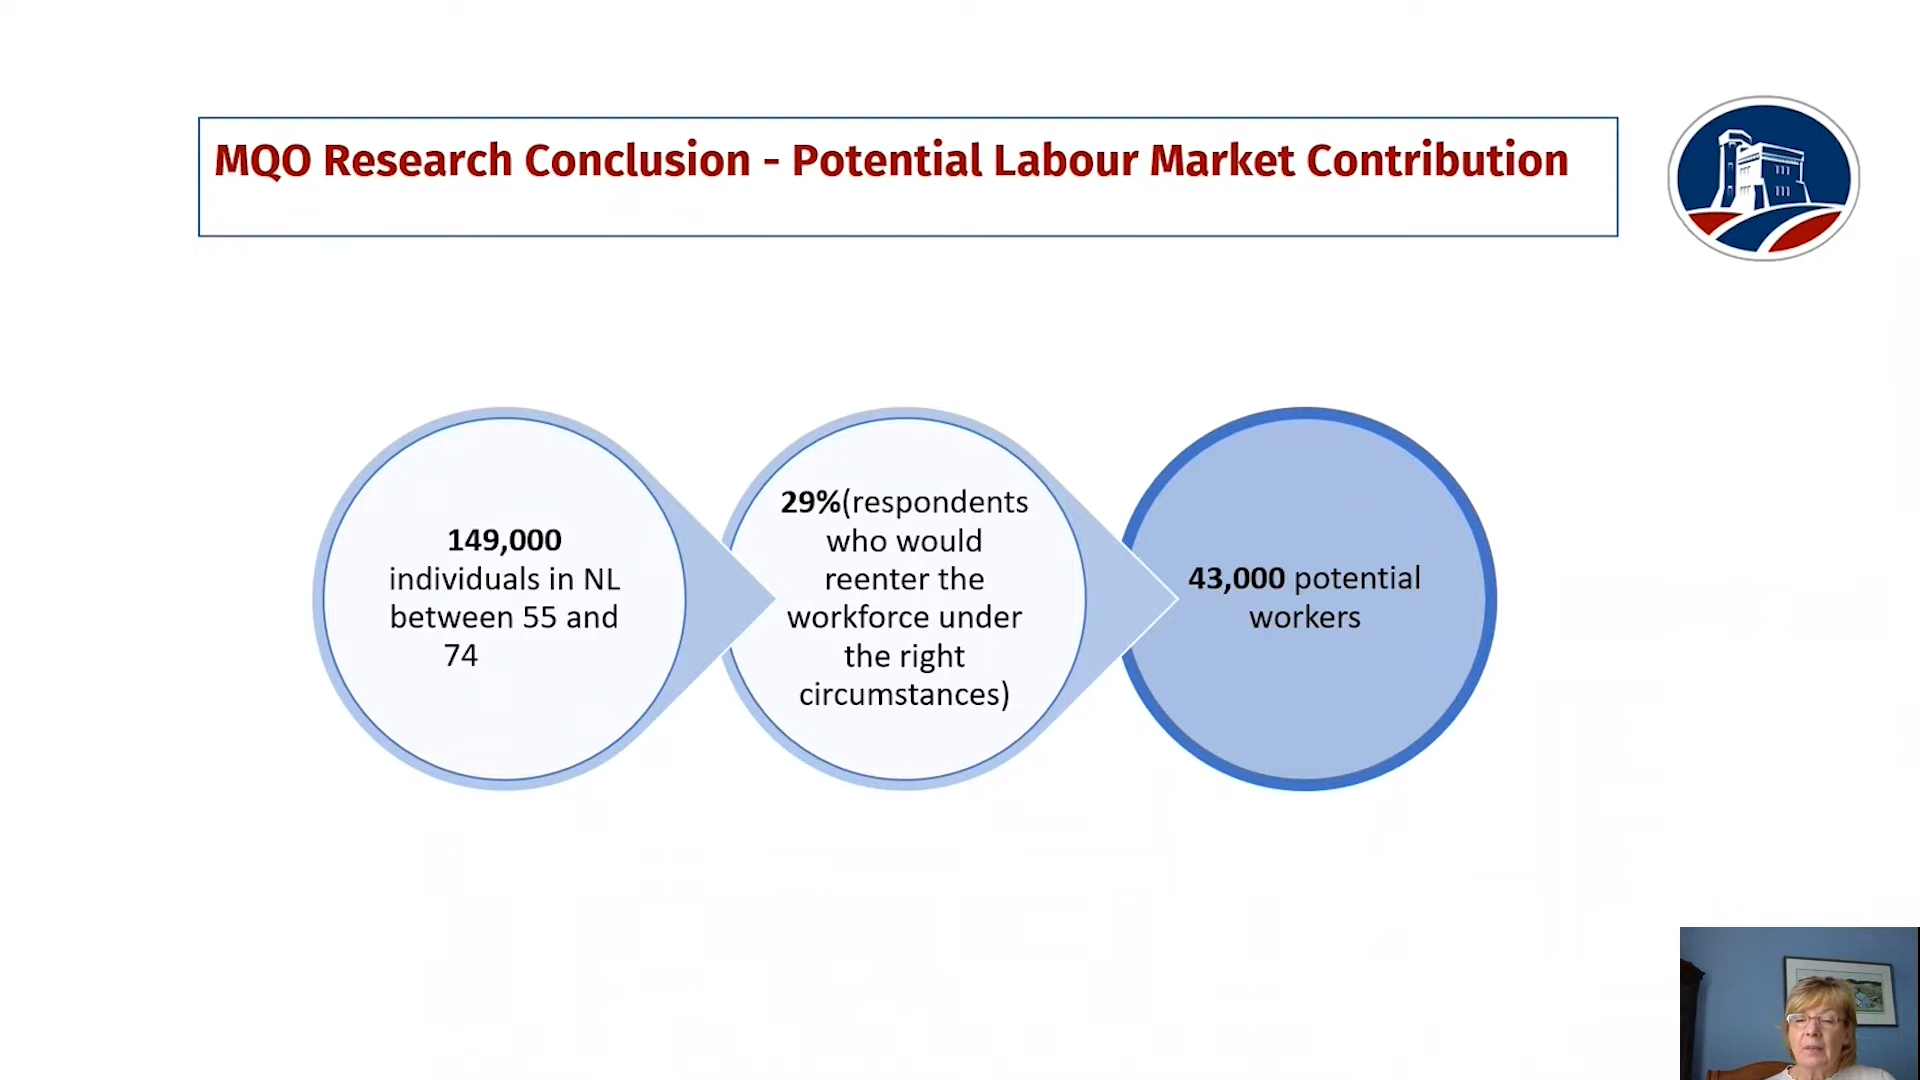 MQO Research Conclusion - Potential Labour Market Contribution
149,000
individuals in NL
between 55 and
74
29%(respondents
who would
reenter the
workforce under
the right
circumstances)
43,000 potential
workers